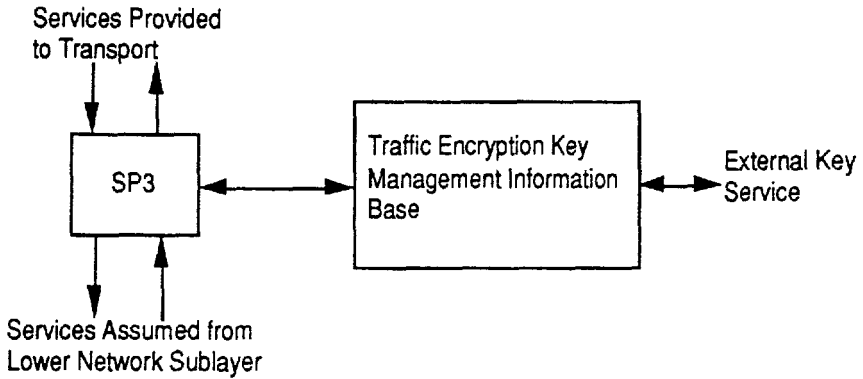 Services Provided
to Transport
SP3
Traffic Encryption Key
Management Information
Base
External Key
Service
Services Assumed from
Lower Network Sublayer